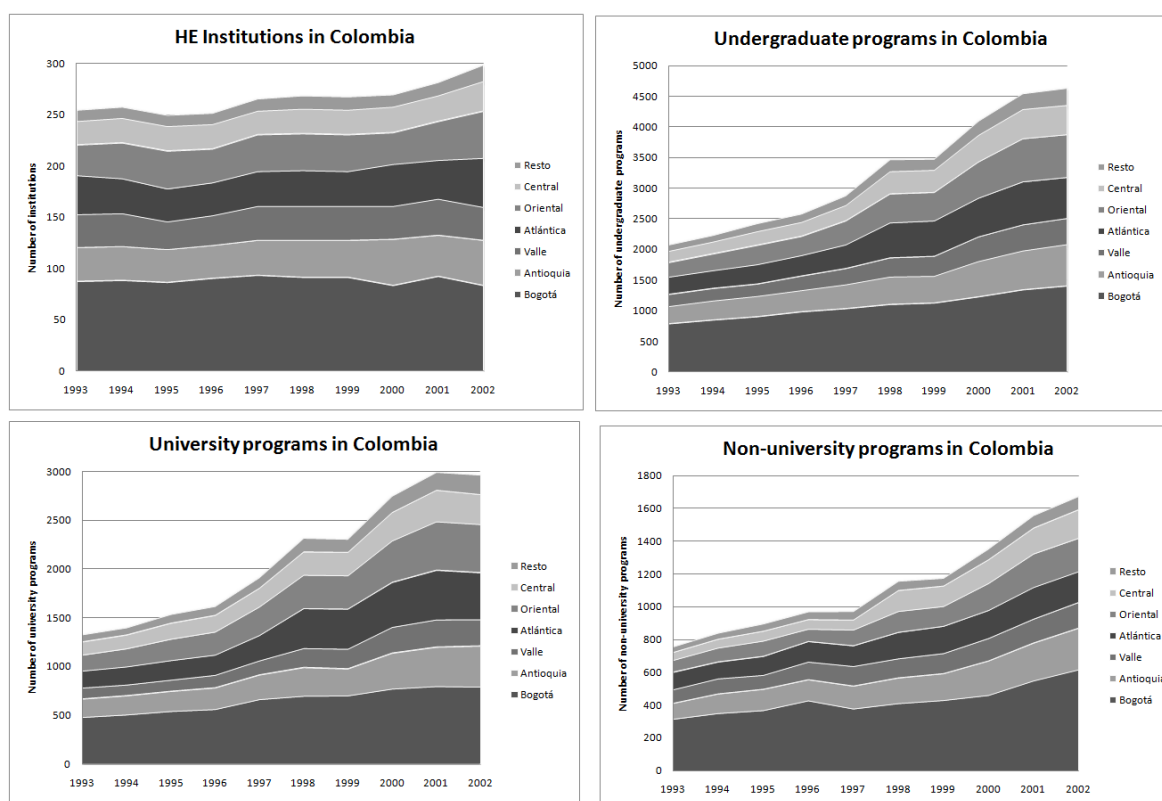 HE Institutions in Colombia
Number of institutions
300
250
200
150
100
50
0
1993 1994 1995 1996 1997 1998 1999 2000 2001 2002
Resto
Central
Oriental
Atlántica
Valle
Antioquia
Bogotá
Undergraduate programs in Colombia
Number of undergraduate programs
5000
4500
4000
3500
3000
2500
2000
1500
1000
500
0
1993 1994 1995 1996 1997 1998 1999 2000 2001 2002
Resto
Central
Oriental
Atlántica
Valle
Antioquia
Bogotá
University programs in Colombia
Number of university programs
3000
2500
2000
1500
1000
500
0
1993 1994 1995 1996 1997 1998 1999 2000 2001 2002
Resto
Central
Oriental
Atlántica
Valle
Antioquia
Bogotá
Non-university programs in Colombia
Number of non-university programs
1800
1600
1400
1200
1000
800
600
400
200
0
1993 1994 1995 1996 1997 1998 1999 2000 2001 2002
Resto
Central
Oriental
Atlántica
Valle
Antioquia
Bogotá